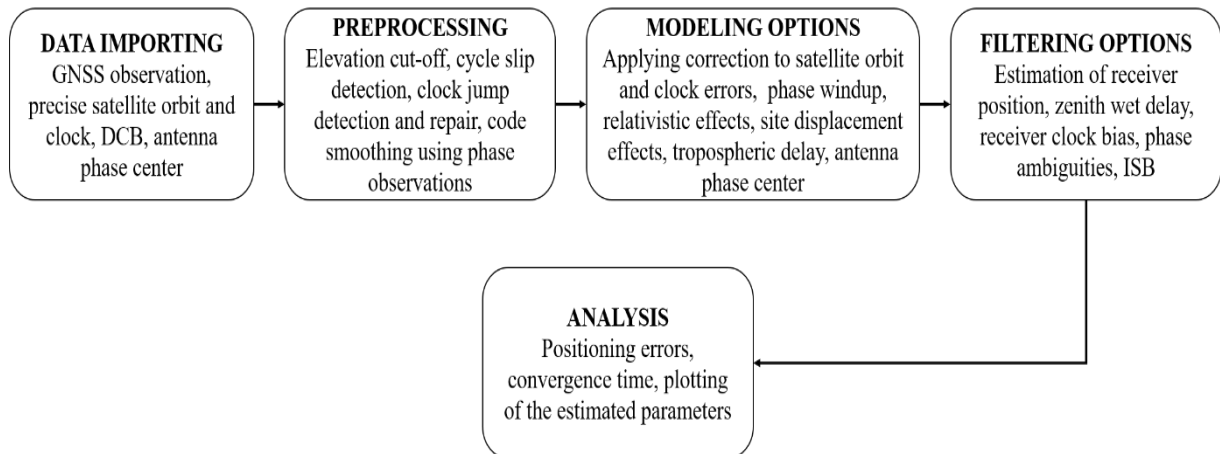 DATA IMPORTING
GNSS observation,
precise satellite orbit and
clock, DCB, antenna
phase center
PREPROCESSING
Elevation cut-off, cycle slip
detection, clock jump
detection and repair, code
smoothing using phase
observations
MODELING OPTIONS
Applying correction to satellite orbit
and clock errors, phase windup,
relativistic effects, site displacement
effects, tropospheric delay, antenna
phase center
FILTERING OPTIONS
Estimation of receiver
position, zenith wet delay,
receiver clock bias, phase
ambiguities, ISB
ANALYSIS
Positioning errors,
convergence time, plotting
of the estimated parameters